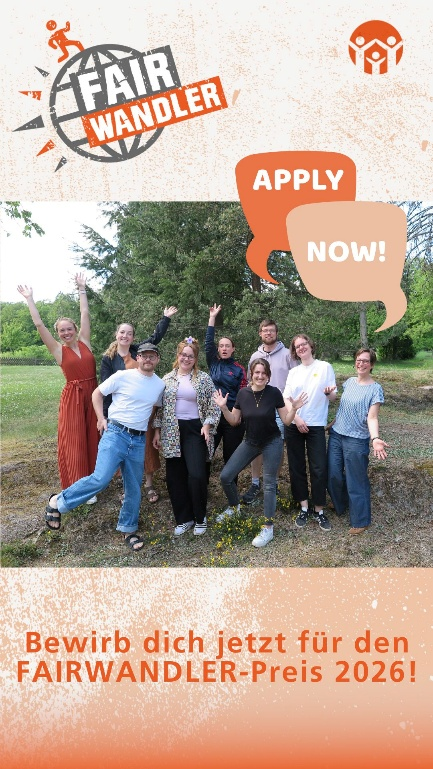 FAIR
WANDLER
APPLY
NOW!
Bewirb dich jetzt für den
FAIRWANDLER-Preis 2026!